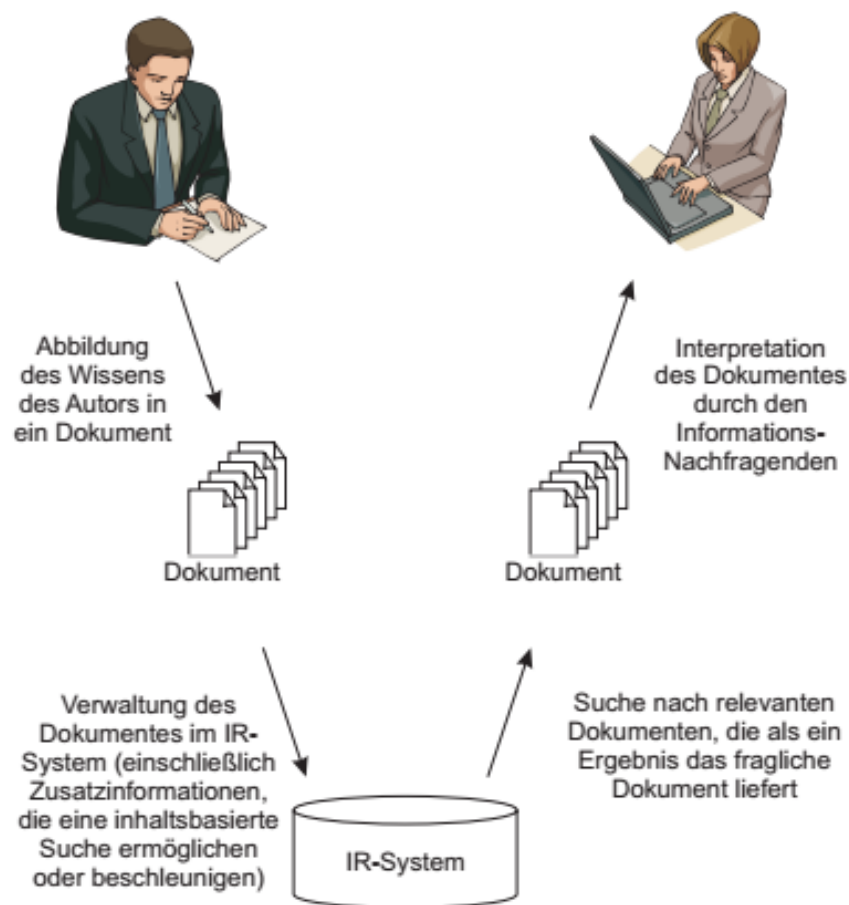 Abbildung
des Wissens
des Autors in
ein Dokument
Interpretation
des Dokumentes
durch den
Informations-
Nachfragenden
Dokument
Dokument
Verwaltung des
Dokumentes im IR-
System (einschließlich
Zusatzinformationen,
die eine inhaltsbasierte
Suche ermöglichen
oder beschleunigen)
Suche nach relevanten
Dokumenten, die als ein
Ergebnis das fragliche
Dokument liefert
IR-System